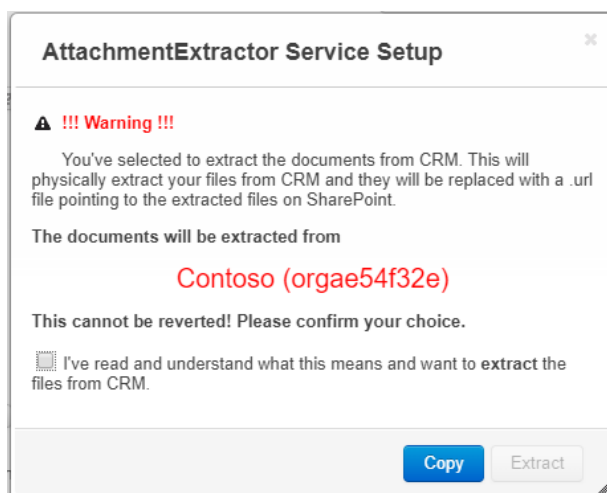 AttachmentExtractor Service Setup
×
!!! Warning !!!
You've selected to extract the documents from CRM. This will
physically extract your files from CRM and they will be replaced with a .url
file pointing to the extracted files on SharePoint.
The documents will be extracted from
Contoso (orgae54f32e)
This cannot be reverted! Please confirm your choice.
I've read and understand what this means and want to extract the
files from CRM.
Copy
Extract